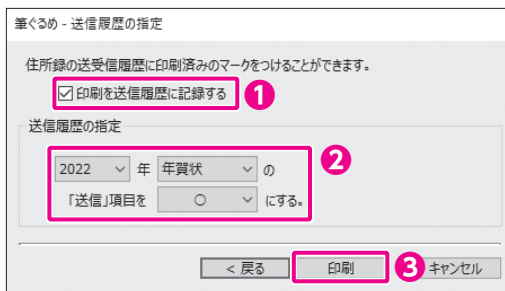 筆ぐるめ - 送信履歴の指定
住所録の送受信履歴に印刷済みのマークをつけることができます。
印刷を送信履歴に記録する ❶
送信履歴の指定
2022 年 年賀状 の ❷
「送信」項目を ○ にする。
< 戻る 印刷 ❸ キャンセル